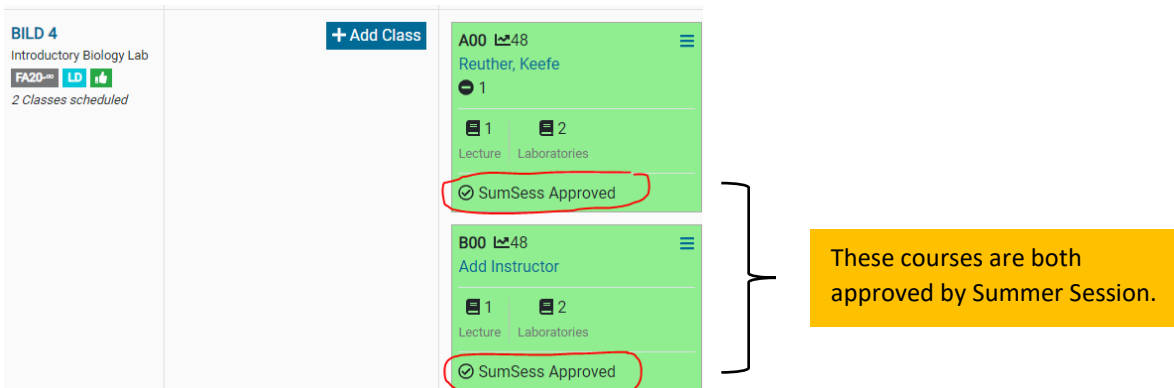 BILD 4
Introductory Biology Lab
FA20-∞ LD
2 Classes scheduled
+ Add Class
A00 48
Reuther, Keefe
1
1 2
Lecture Laboratories
SumSess Approved
B00 48
Add Instructor
1 2
Lecture Laboratories
SumSess Approved
These courses are both
approved by Summer Session.